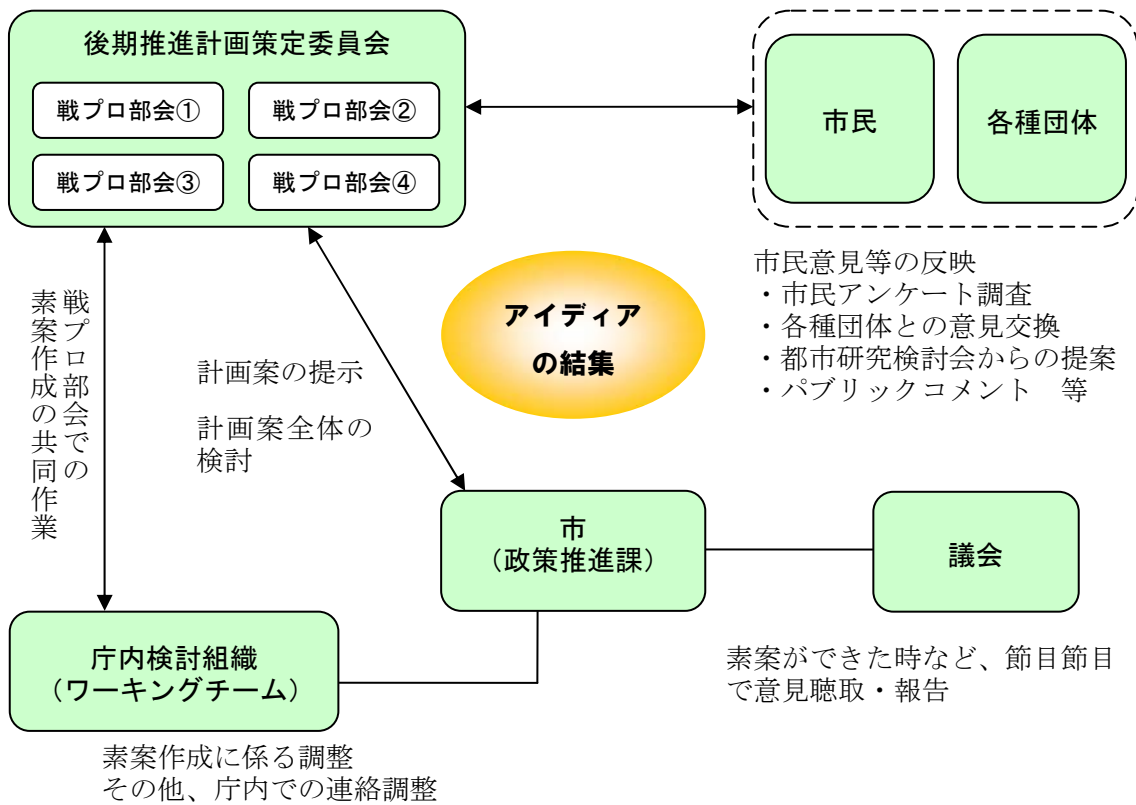 後期推進計画策定委員会
戦プロ部会①
戦プロ部会②
戦プロ部会③
戦プロ部会④
市民
各種団体
市民意見等の反映
・市民アンケート調査
・各種団体との意見交換
・都市研究検討会からの提案
・パブリックコメント　等
アイディア
の結集
戦プロ部会での
素案作成の共同作業
計画案の提示
計画案全体の
検討
市
（政策推進課）
議会
素案ができた時など、節目節目
で意見聴取・報告
庁内検討組織
（ワーキングチーム）
素案作成に係る調整
その他、庁内での連絡調整